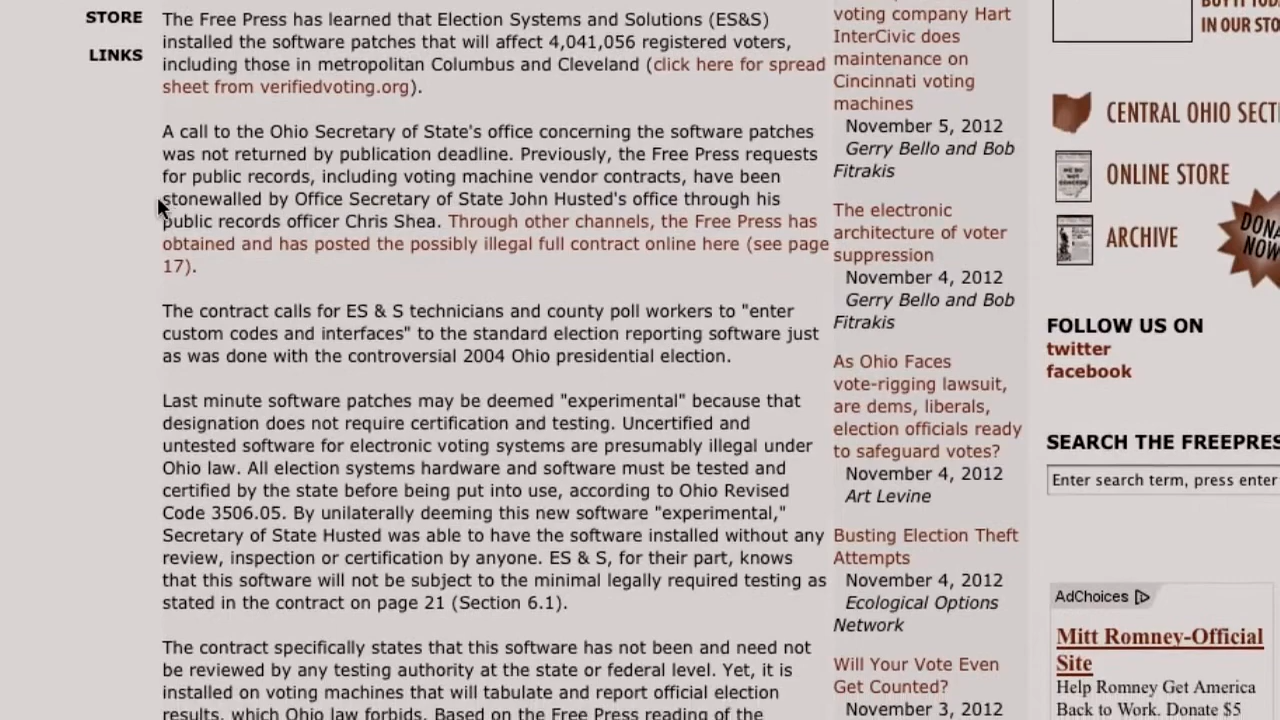 STORE
LINKS
The Free Press has learned that Election Systems and Solutions (ES&S)
installed the software patches that will affect 4,041,056 registered voters,
including those in metropolitan Columbus and Cleveland (click here for spread
sheet from verifiedvoting.org).
A call to the Ohio Secretary of State's office concerning the software patches
was not returned by publication deadline. Previously, the Free Press requests
for public records, including voting machine vendor contracts, have been
stonewalled by Office Secretary of State John Husted's office through his
public records officer Chris Shea. Through other channels, the Free Press has
obtained and has posted the possibly illegal full contract online here (see page
17).
The contract calls for ES & S technicians and county poll workers to "enter
custom codes and interfaces" to the standard election reporting software just
as was done with the controversial 2004 Ohio presidential election.
Last minute software patches may be deemed "experimental" because that
designation does not require certification and testing. Uncertified and
untested software for electronic voting systems are presumably illegal under
Ohio law. All election systems hardware and software must be tested and
certified by the state before being put into use, according to Ohio Revised
Code 3506.05. By unilaterally deeming this new software "experimental,"
Secretary of State Husted was able to have the software installed without any
review, inspection or certification by anyone. ES & S, for their part, knows
that this software will not be subject to the minimal legally required testing as
stated in the contract on page 21 (Section 6.1).
The contract specifically states that this software has not been and need not
be reviewed by any testing authority at the state or federal level. Yet, it is
installed on voting machines that will tabulate and report official election
results, which Ohio law forbids. Based on the Free Press reading of the
voting company Hart
InterCivic does
maintenance on
Cincinnati voting
machines
November 5, 2012
Gerry Bello and Bob
Fitrakis
The electronic
architecture of voter
suppression
November 4, 2012
Gerry Bello and Bob
Fitrakis
As Ohio Faces
vote-rigging lawsuit,
are dems, liberals,
election officials ready
to safeguard votes?
November 4, 2012
Art Levine
Busting Election Theft
Attempts
November 4, 2012
Ecological Options
Network
Will Your Vote Even
Get Counted?
November 3, 2012
IN OUR STO
CENTRAL OHIO SECTI
ONLINE STORE
ARCHIVE
DONA
NOW
FOLLOW US ON
twitter
facebook
SEARCH THE FREEPRES
Enter search term, press enter
AdChoices
Mitt Romney-Official
Site
Help Romney Get America
Back to Work. Donate $5